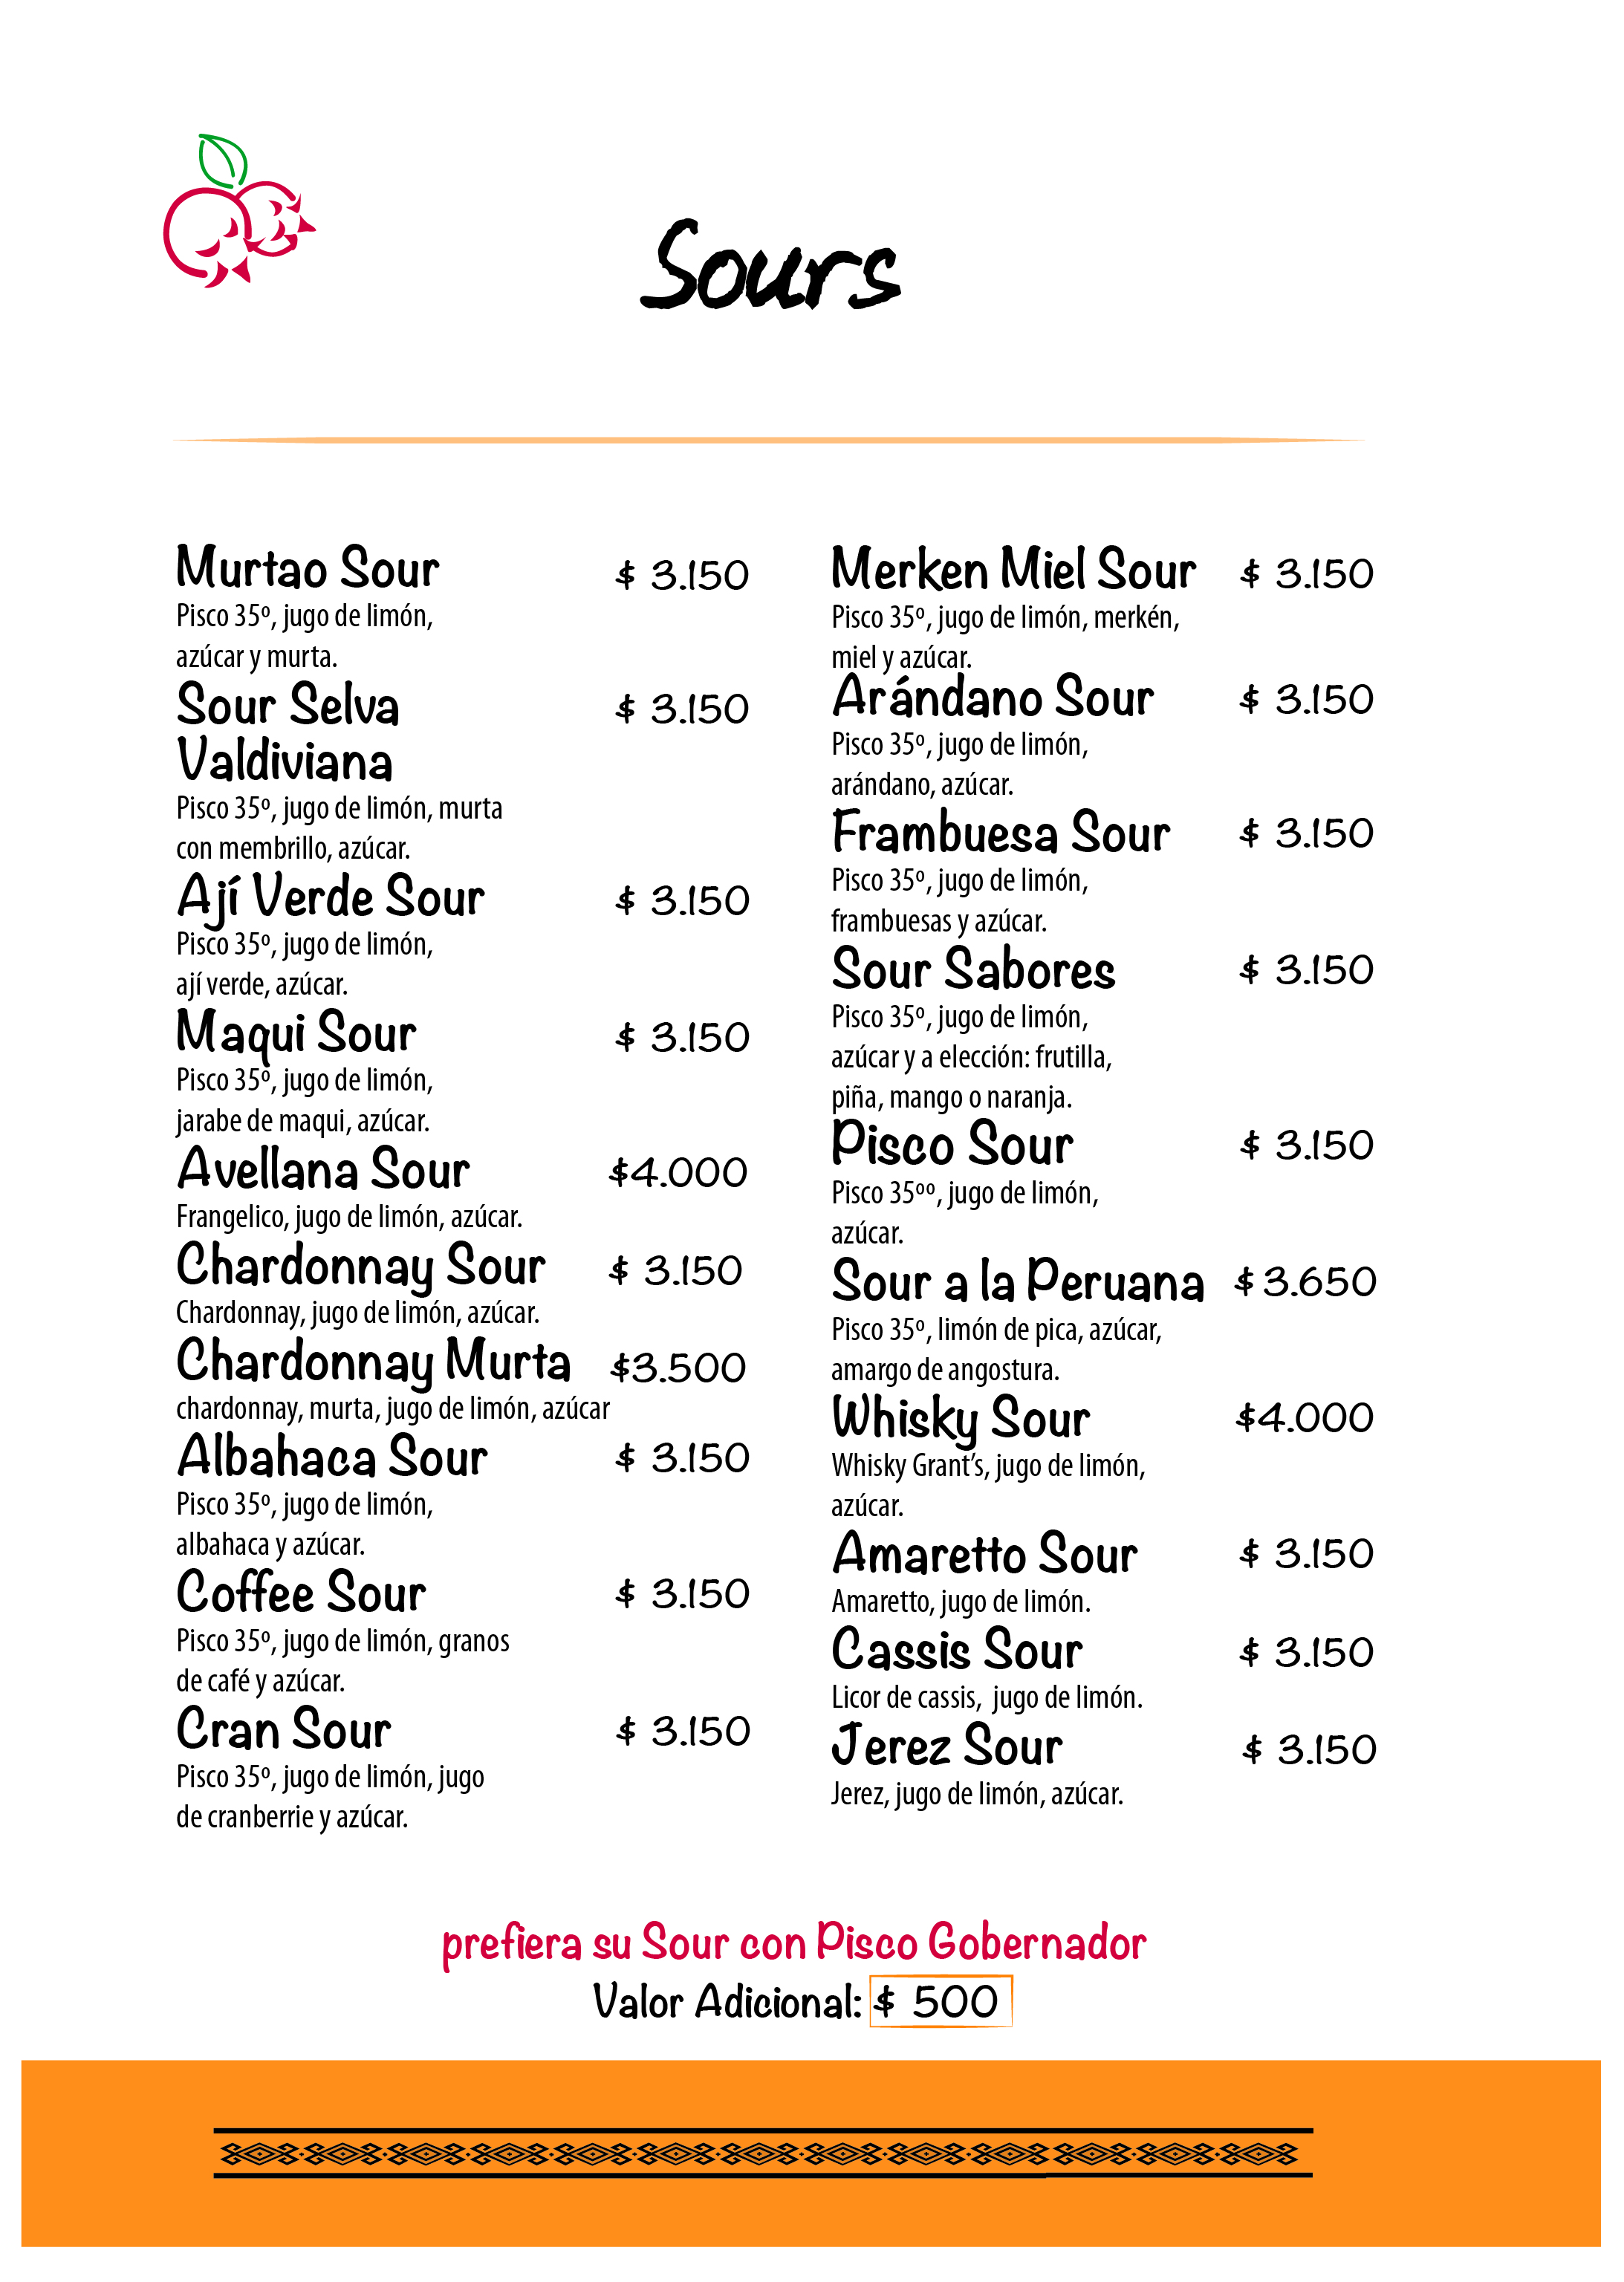 Sours
Murtao Sour $ 3.150
Pisco 35º, jugo de limón,
azúcar y murta.
Sour Selva $ 3.150
Valdiviana
Pisco 35º, jugo de limón, murta
con membrillo, azúcar.
Ají Verde Sour $ 3.150
Pisco 35º, jugo de limón,
ají verde, azúcar.
Maqui Sour $ 3.150
Pisco 35º, jugo de limón,
jarabe de maqui, azúcar.
Avellana Sour $4.000
Frangelico, jugo de limón, azúcar.
Chardonnay Sour $ 3.150
Chardonnay, jugo de limón, azúcar.
Chardonnay Murta $3.500
chardonnay, murta, jugo de limón, azúcar
Albahaca Sour $ 3.150
Pisco 35º, jugo de limón,
albahaca y azúcar.
Coffee Sour $ 3.150
Pisco 35º, jugo de limón, granos
de café y azúcar.
Cran Sour $ 3.150
Pisco 35º, jugo de limón, jugo
de cranberrie y azúcar.
Merken Miel Sour $ 3.150
Pisco 35º, jugo de limón, merkén,
miel y azúcar.
Arándano Sour $ 3.150
Pisco 35º, jugo de limón,
arándano, azúcar.
Frambuesa Sour $ 3.150
Pisco 35º, jugo de limón,
frambuesas y azúcar.
Sour Sabores $ 3.150
Pisco 35º, jugo de limón,
azúcar y a elección: frutilla,
piña, mango o naranja.
Pisco Sour $ 3.150
Pisco 35ºº, jugo de limón,
azúcar.
Sour a la Peruana $ 3.650
Pisco 35º, limón de pica, azúcar,
amargo de angostura.
Whisky Sour $4.000
Whisky Grant's, jugo de limón,
azúcar.
Amaretto Sour $ 3.150
Amaretto, jugo de limón.
Cassis Sour $ 3.150
Licor de cassis, jugo de limón.
Jerez Sour $ 3.150
Jerez, jugo de limón, azúcar.
prefiera su Sour con Pisco Gobernador
Valor Adicional: $ 500